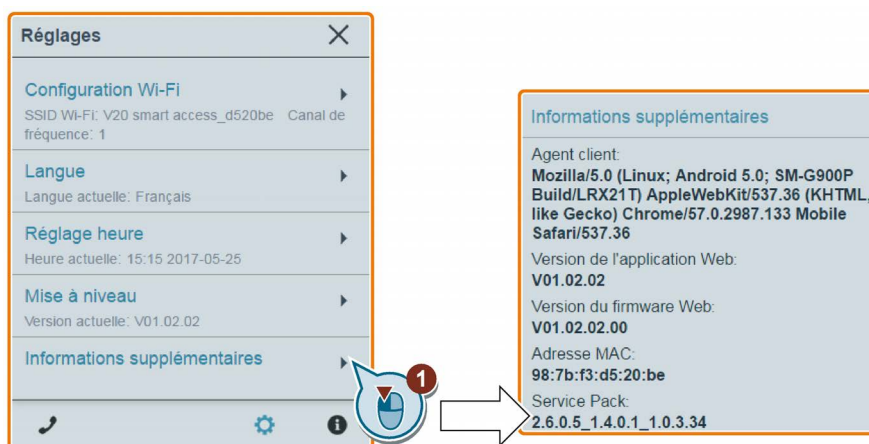 Réglages
Configuration Wi-Fi
SSID Wi-Fi: V20 smart access_d520be Canal de
fréquence: 1
Langue
Langue actuelle: Français
Réglage heure
Heure actuelle: 15:15 2017-05-25
Mise à niveau
Version actuelle: V01.02.02
Informations supplémentaires
1
Informations supplémentaires
Agent client:
Mozilla/5.0 (Linux; Android 5.0; SM-G900P
Build/LRX21T) AppleWebKit/537.36 (KHTML,
like Gecko) Chrome/57.0.2987.133 Mobile
Safari/537.36
Version de l'application Web:
V01.02.02
Version du firmware Web:
V01.02.02.00
Adresse MAC:
98:7b:f3:d5:20:be
Service Pack:
2.6.0.5_1.4.0.1_1.0.3.34